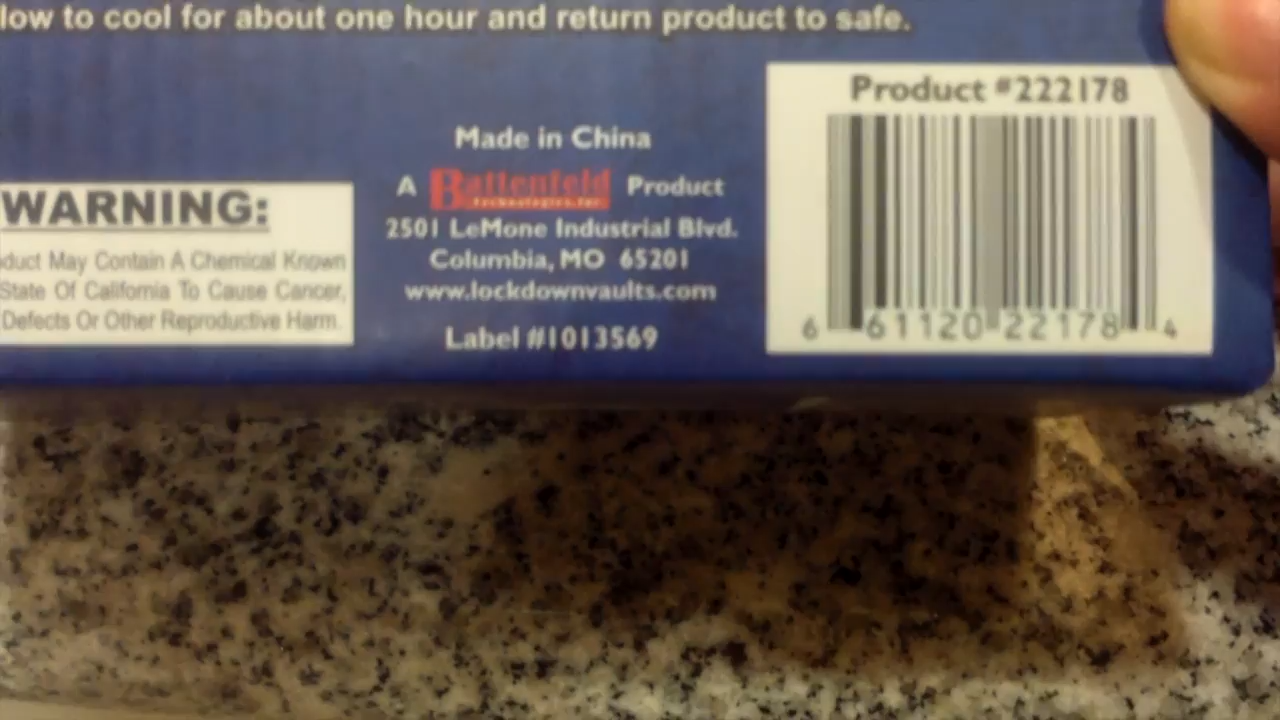 low to cool for about one hour and return product to safe.
Product #222178
Made in China
A Battenfeld Product
Technologies, Inc.
2501 LeMone Industrial Blvd.
Columbia, MO 65201
www.lockdownvaults.com
Label #1013569
WARNING:
duct May Contain A Chemical Known
State Of California To Cause Cancer,
Defects Or Other Reproductive Harm.
6 61120 22178 4